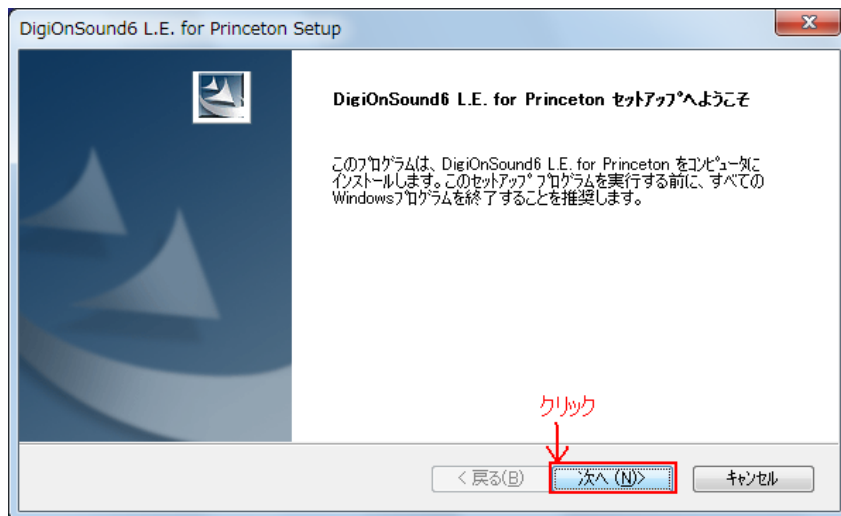 DigiOnSound6 L.E. for Princeton Setup
DigiOnSound6 L.E. for Princeton セットアップへようこそ
このプログラムは、DigiOnSound6 L.E. for Princeton をコンピュータに
インストールします。このセットアップ プログラムを実行する前に、すべての
Windowsプログラムを終了することを推奨します。
クリック
< 戻る(B)
次へ (N)>
キャンセル